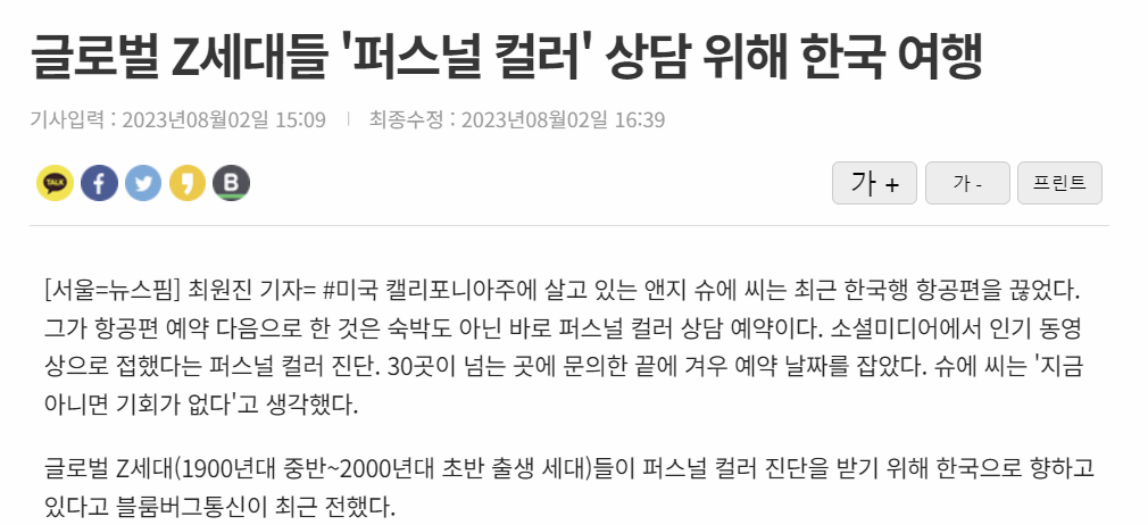 글로벌 Z세대들 '퍼스널 컬러' 상담 위해 한국 여행
기사입력 : 2023년08월02일 15:09 최종수정 : 2023년08월02일 16:39
TALK f B 가 + 가 - 프린트
[서울=뉴스핌] 최원진 기자= #미국 캘리포니아주에 살고 있는 앤지 슈에 씨는 최근 한국행 항공편을 끊었다.
그가 항공편 예약 다음으로 한 것은 숙박도 아닌 바로 퍼스널 컬러 상담 예약이다. 소셜미디어에서 인기 동영
상으로 접했다는 퍼스널 컬러 진단. 30곳이 넘는 곳에 문의한 끝에 겨우 예약 날짜를 잡았다. 슈에 씨는 '지금
아니면 기회가 없다'고 생각했다.
글로벌 Z세대(1900년대 중반~2000년대 초반 출생 세대)들이 퍼스널 컬러 진단을 받기 위해 한국으로 향하고
있다고 블룸버그통신이 최근 전했다.